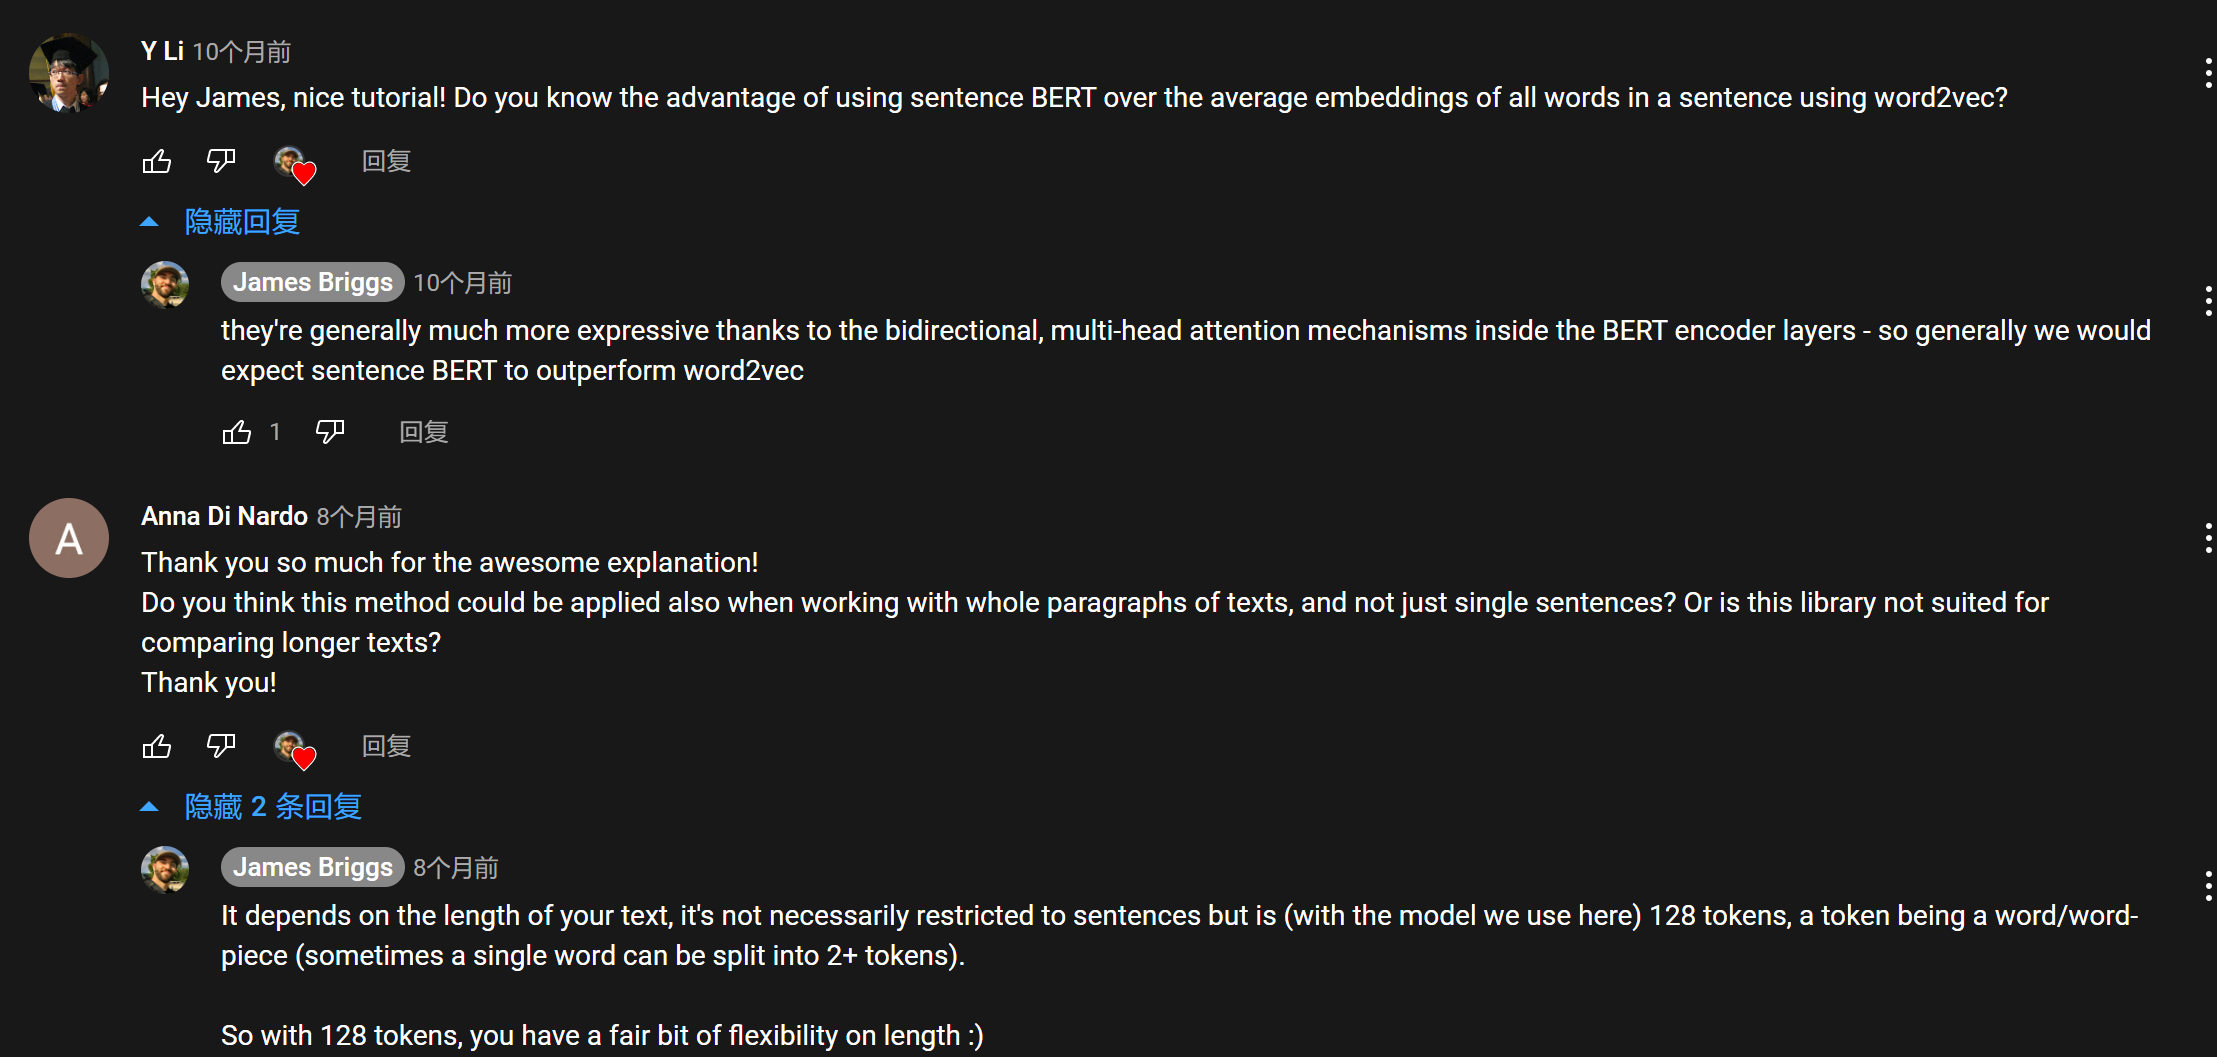 Y Li 10个月前
Hey James, nice tutorial! Do you know the advantage of using sentence BERT over the average embeddings of all words in a sentence using word2vec?
回复
隐藏回复
James Briggs 10个月前
they're generally much more expressive thanks to the bidirectional, multi-head attention mechanisms inside the BERT encoder layers - so generally we would
expect sentence BERT to outperform word2vec
1 回复
A
Anna Di Nardo 8个月前
Thank you so much for the awesome explanation!
Do you think this method could be applied also when working with whole paragraphs of texts, and not just single sentences? Or is this library not suited for
comparing longer texts?
Thank you!
回复
隐藏 2 条回复
James Briggs 8个月前
It depends on the length of your text, it's not necessarily restricted to sentences but is (with the model we use here) 128 tokens, a token being a word/word-
piece (sometimes a single word can be split into 2+ tokens).
So with 128 tokens, you have a fair bit of flexibility on length :)